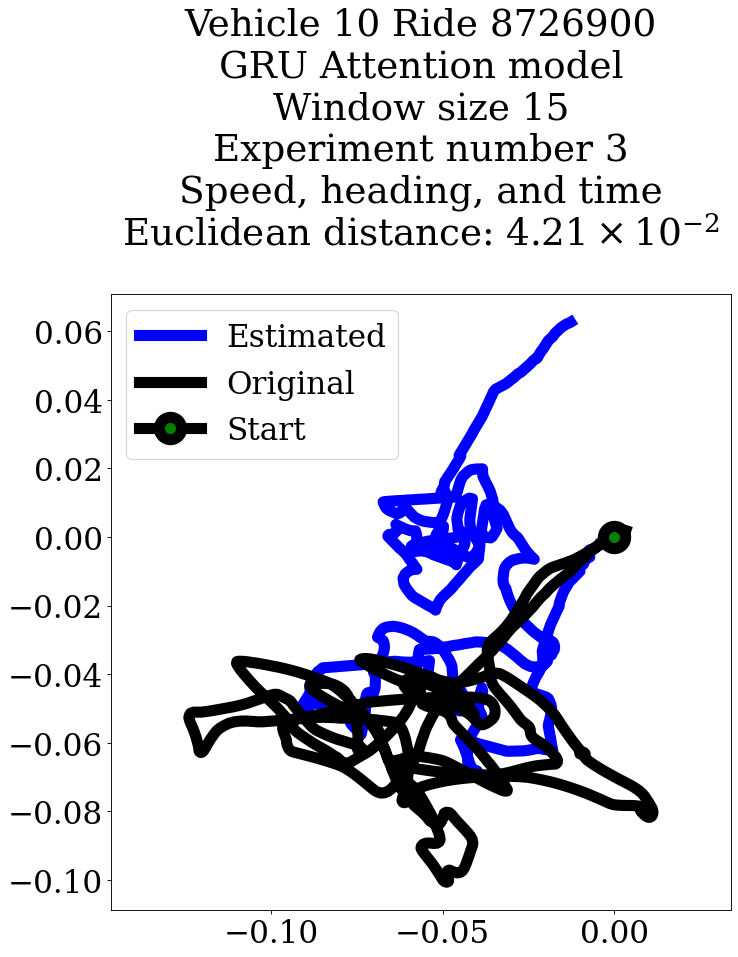 Vehicle 10 Ride 8726900
GRU Attention model
Window size 15
Experiment number 3
Speed, heading, and time
Euclidean distance: 4.21 × 10⁻²
Estimated
Original
Start
0.06
0.04
0.02
0.00
−0.02
−0.04
−0.06
−0.08
−0.10
−0.10
−0.05
0.00